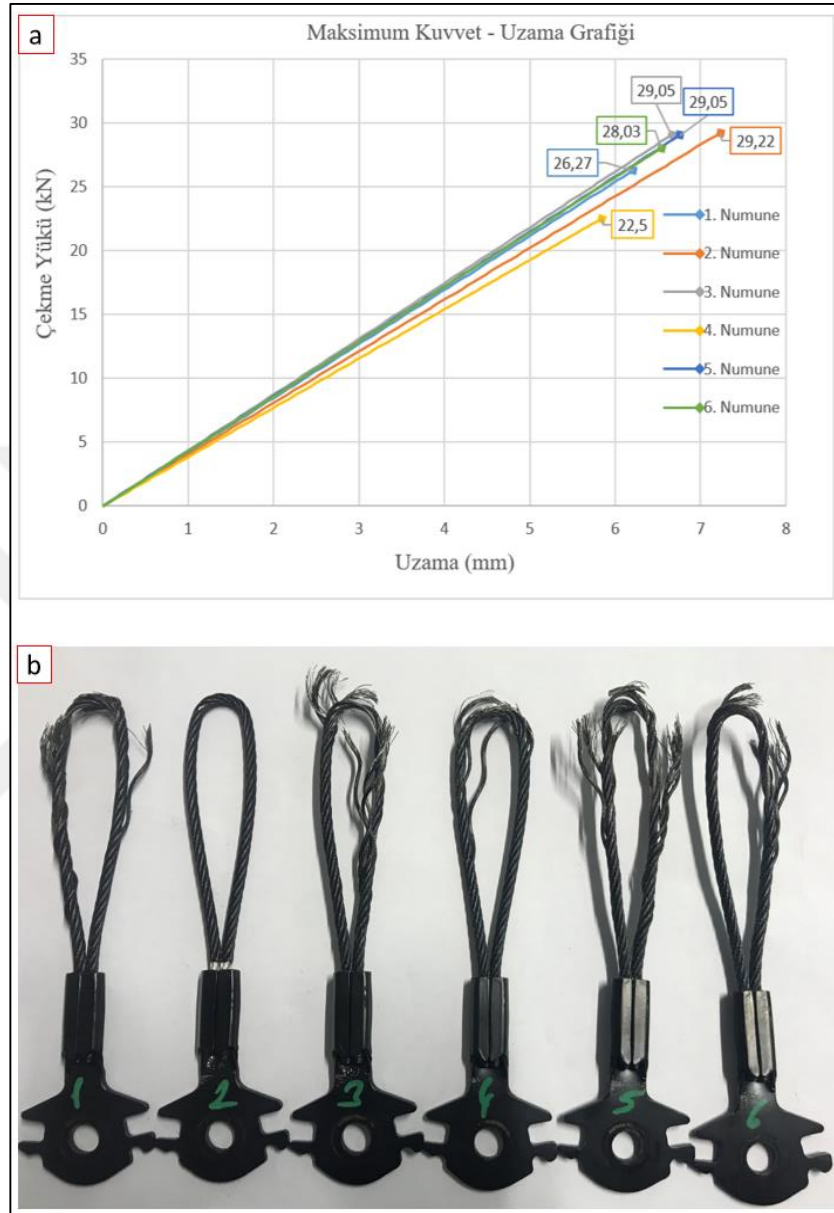 a
Maksimum Kuvvet - Uzama Grafiği
Çekme Yükü (kN)
35
30
25
20
15
10
5
0
0 1 2 3 4 5 6 7 8
Uzama (mm)
29,05
29,05
28,03
29,22
26,27
22,5
1. Numune
2. Numune
3. Numune
4. Numune
5. Numune
6. Numune
b
1 2 3 4 5 6